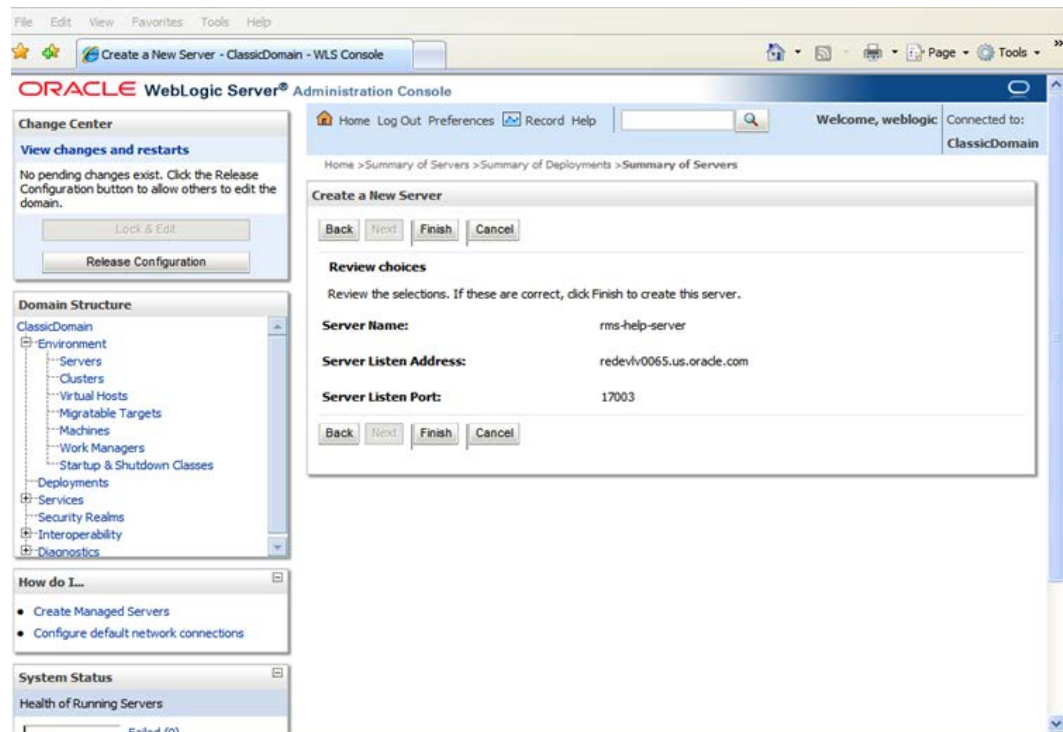 File Edit View Favorites Tools Help
Create a New Server - ClassicDomain - WLS Console
Page Tools »
ORACLE WebLogic Server® Administration Console
Change Center
View changes and restarts
No pending changes exist. Click the Release
Configuration button to allow others to edit the
domain.
Lock & Edit
Release Configuration
Domain Structure
ClassicDomain
Environment
Servers
Clusters
Virtual Hosts
Migratable Targets
Machines
Work Managers
Startup & Shutdown Classes
Deployments
Services
Security Realms
Interoperability
Diagnostics
How do I...
Create Managed Servers
Configure default network connections
System Status
Health of Running Servers
Failed (0)
Home Log Out Preferences Record Help
Welcome, weblogic
Connected to:
ClassicDomain
Home >Summary of Servers >Summary of Deployments >Summary of Servers
Create a New Server
Back Next Finish Cancel
Review choices
Review the selections. If these are correct, click Finish to create this server.
Server Name: rms-help-server
Server Listen Address: redevlv0065.us.oracle.com
Server Listen Port: 17003
Back Next Finish Cancel